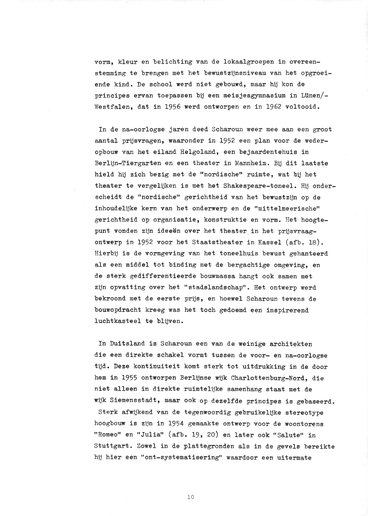 vorm, kleur en belichting van de lokaalgroepen in overeen-
stemming te brengen met het bewustzijnsniveau van het opgroei-
ende kind. De school werd niet gebouwd, maar hij kon de
principes ervan toepassen bij een meisjesgymnasium in Lünen/-
Westfalen, dat in 1956 werd ontworpen en in 1962 voltooid.
In de na-oorlogse jaren deed Scharoun weer mee aan een groot
aantal prijsvragen, waaronder in 1952 een plan voor de weder-
opbouw van het eiland Helgoland, een bejaardentehuis in
Berlijn-Tiergarten en een theater in Mannheim. Bij dit laatste
hield hij zich bezig met de "nordische" ruimte, wat bij het
theater te vergelijken is met het Shakespeare-toneel. Hij onder-
scheidt de "nordische" gerichtheid van het bewustzijn op de
inhoudelijke kern van het onderwerp en de "mittelmeerische"
gerichtheid op organisatie, konstruktie en vorm. Het hoogte-
punt vonden zijn ideeën over het theater in het prijsvraag-
ontwerp in 1952 voor het Staatstheater in Kassel (afb. 18).
Hierbij is de vormgeving van het toneelhuis bewust gehanteerd
als een middel tot binding met de bergachtige omgeving, en
de sterk gedifferentieerde bouwmassa hangt ook samen met
zijn opvatting over het "stadslandschap". Het ontwerp werd
bekroond met de eerste prijs, en hoewel Scharoun tevens de
bouwopdracht kreeg was het toch gedoemd een inspirerend
luchtkasteel te blijven.
In Duitsland is Scharoun een van de weinige architekten
die een direkte schakel vormt tussen de voor- en na-oorlogse
tijd. Deze kontinuiteit komt sterk tot uitdrukking in de door
hem in 1955 ontworpen Berlijnse wijk Charlottenburg-Nord, die
niet alleen in direkte ruimtelijke samenhang staat met de
wijk Siemensstadt, maar ook op dezelfde principes is gebaseerd.
Sterk afwijkend van de tegenwoordig gebruikelijke stereotype
hoogbouw is zijn in 1954 gemaakte ontwerp voor de woontorens
"Romeo" en "Julia" (afb. 19, 20) en later ook "Salute" in
Stuttgart. Zowel in de plattegronden als in de gevels bereikte
hij hier een "ont-systematisering" waardoor een uitermate
10